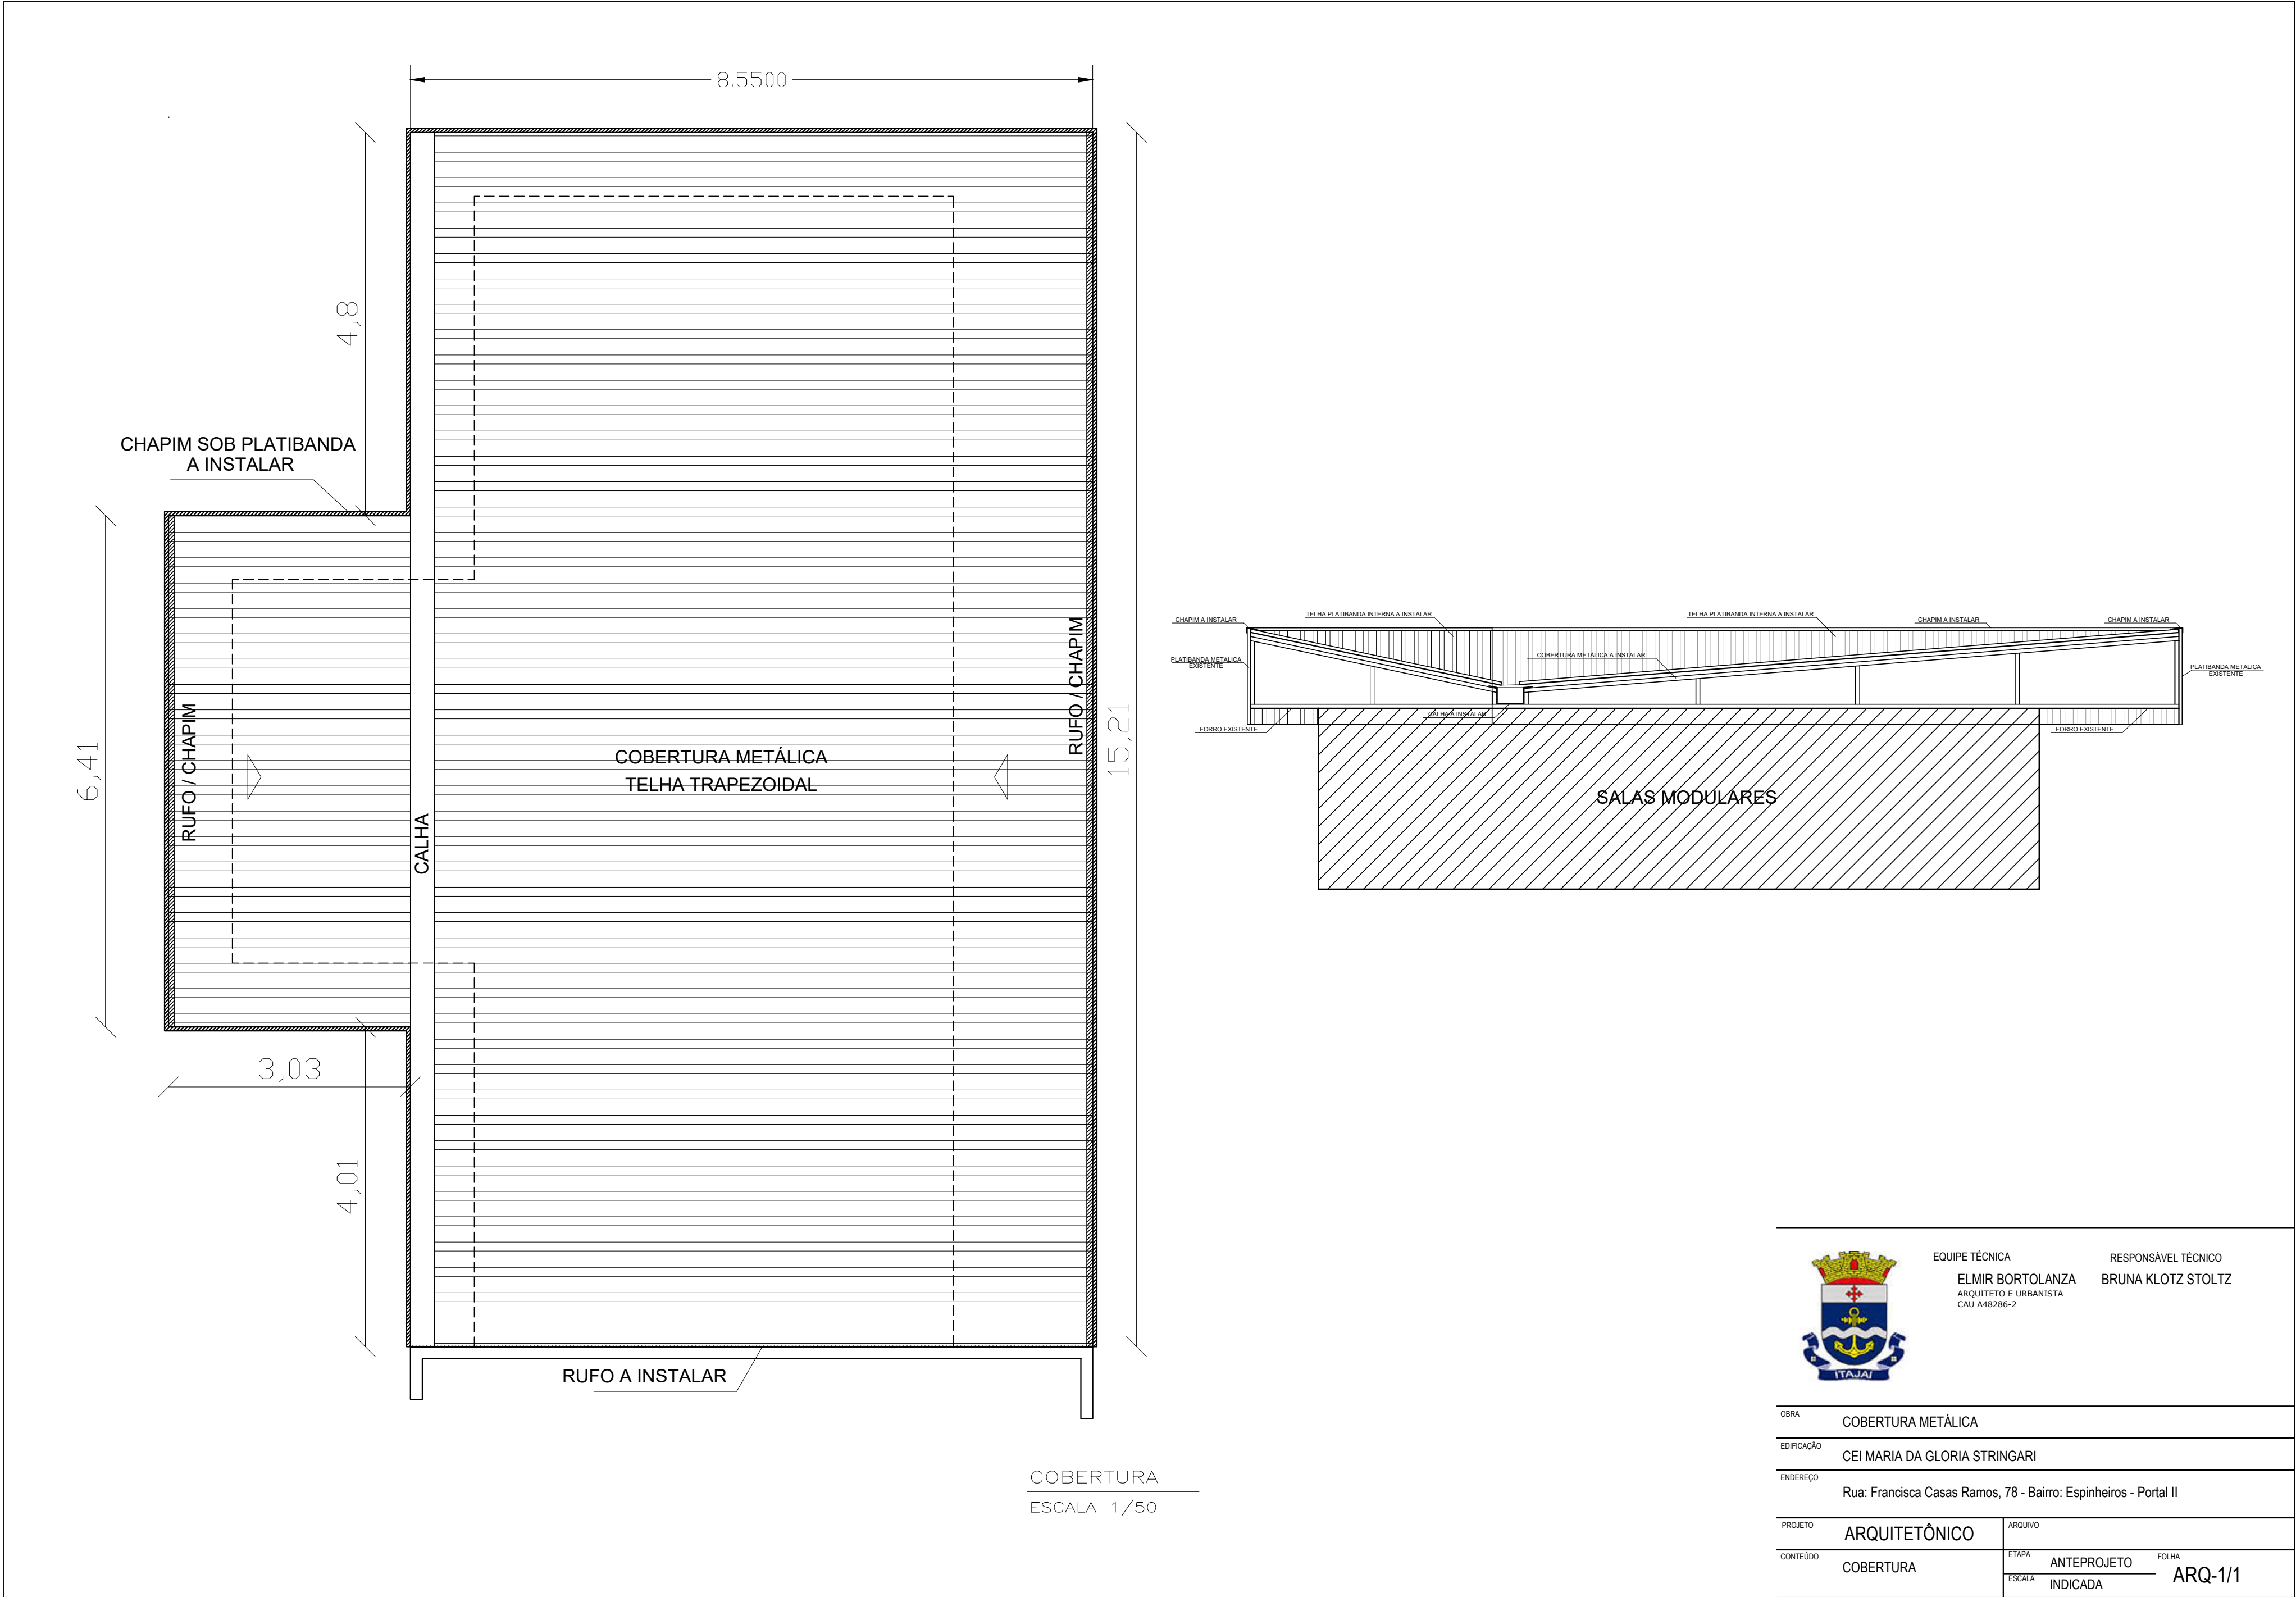 8.5500
4,8
CHAPIM SOB PLATIBANDA
A INSTALAR
6,41
RUFO / CHAPIM
CALHA
COBERTURA METÁLICA
TELHA TRAPEZOIDAL
RUFO / CHAPIM
15,21
3,03
4,01
RUFO A INSTALAR
COBERTURA
ESCALA 1/50
CHAPIM A INSTALAR
TELHA PLATIBANDA INTERNA A INSTALAR
TELHA PLATIBANDA INTERNA A INSTALAR
CHAPIM A INSTALAR
CHAPIM A INSTALAR
PLATIBANDA METALICA
EXISTENTE
COBERTURA METÁLICA A INSTALAR
PLATIBANDA METALICA
EXISTENTE
CALHA A INSTALAR
FORRO EXISTENTE
FORRO EXISTENTE
SALAS MODULARES
ITAJAÍ
EQUIPE TÉCNICA
ELMIR BORTOLANZA
ARQUITETO E URBANISTA
CAU A48286-2
RESPONSÁVEL TÉCNICO
BRUNA KLOTZ STOLTZ
OBRA
COBERTURA METÁLICA
EDIFICAÇÃO
CEI MARIA DA GLORIA STRINGARI
ENDEREÇO
Rua: Francisca Casas Ramos, 78 - Bairro: Espinheiros - Portal II
PROJETO
ARQUITETÔNICO
ARQUIVO
CONTEÚDO
COBERTURA
ETAPA
ANTEPROJETO
ESCALA
INDICADA
FOLHA
ARQ-1/1